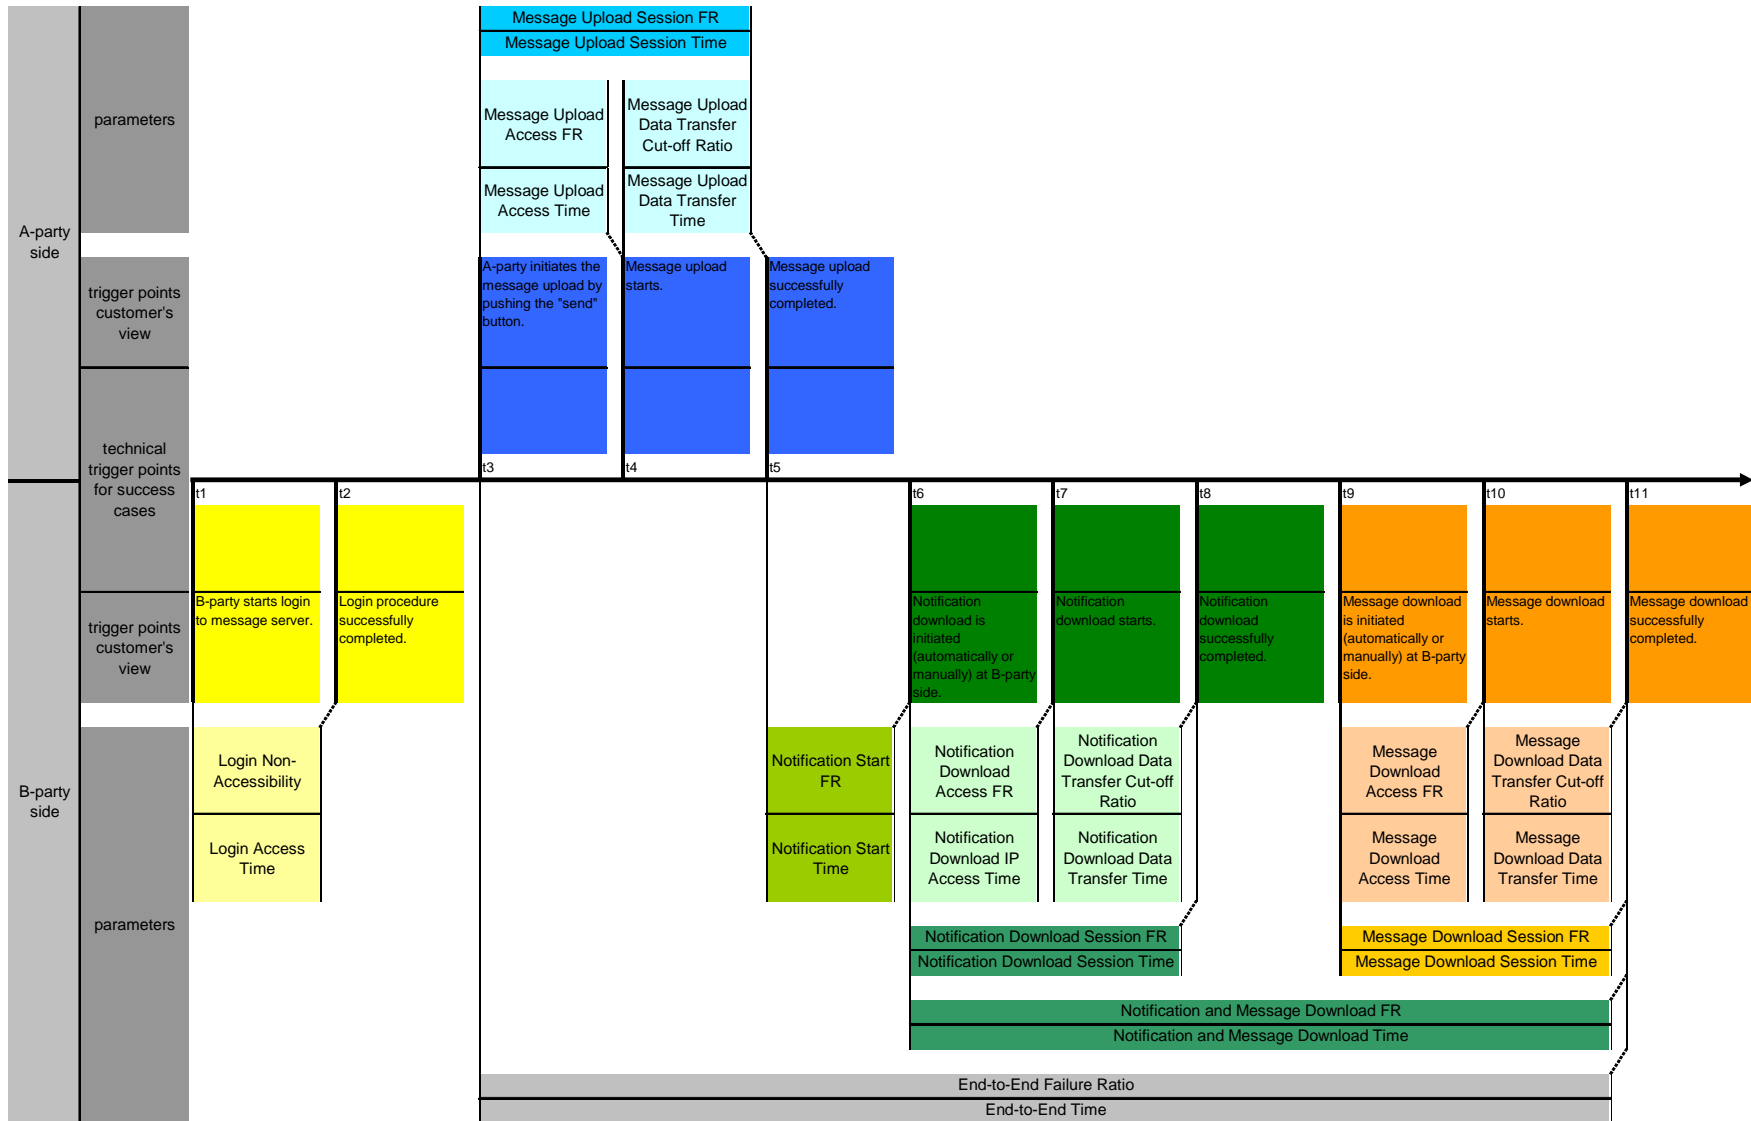 Message Upload Session FR
Message Upload Session Time
parameters
Message Upload
Access FR
Message Upload
Data Transfer
Cut-off Ratio
Message Upload
Access Time
Message Upload
Data Transfer
Time
A-party
side
trigger points
customer's
view
A-party initiates the
message upload by
pushing the "send"
button.
Message upload
starts.
Message upload
successfully
completed.
technical
trigger points
for success
cases
t3
t4
t5
t1
t2
t6
t7
t8
t9
t10
t11
trigger points
customer's
view
B-party starts login
to message server.
Login procedure
successfully
completed.
Notification
download is
initiated
(automatically or
manually) at B-party
side.
Notification
download starts.
Notification
download
successfully
completed.
Message download
is initiated
(automatically or
manually) at B-party
side.
Message download
starts.
Message download
successfully
completed.
B-party
side
parameters
Login Non-
Accessibility
Login Access
Time
Notification Start
FR
Notification Start
Time
Notification
Download
Access FR
Notification
Download IP
Access Time
Notification
Download Data
Transfer Cut-off
Ratio
Notification
Download Data
Transfer Time
Message
Download
Access FR
Message
Download
Access Time
Message
Download Data
Transfer Cut-off
Ratio
Message
Download Data
Transfer Time
Notification Download Session FR
Notification Download Session Time
Message Download Session FR
Message Download Session Time
Notification and Message Download FR
Notification and Message Download Time
End-to-End Failure Ratio
End-to-End Time